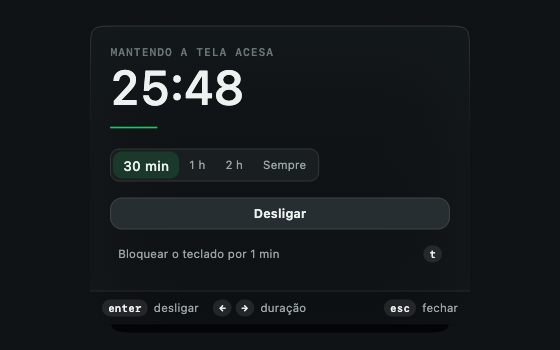 MANTENDO A TELA ACESA
25:48
30 min 1 h 2 h Sempre
Desligar
Bloquear o teclado por 1 min t
enter desligar ← → duração esc fechar